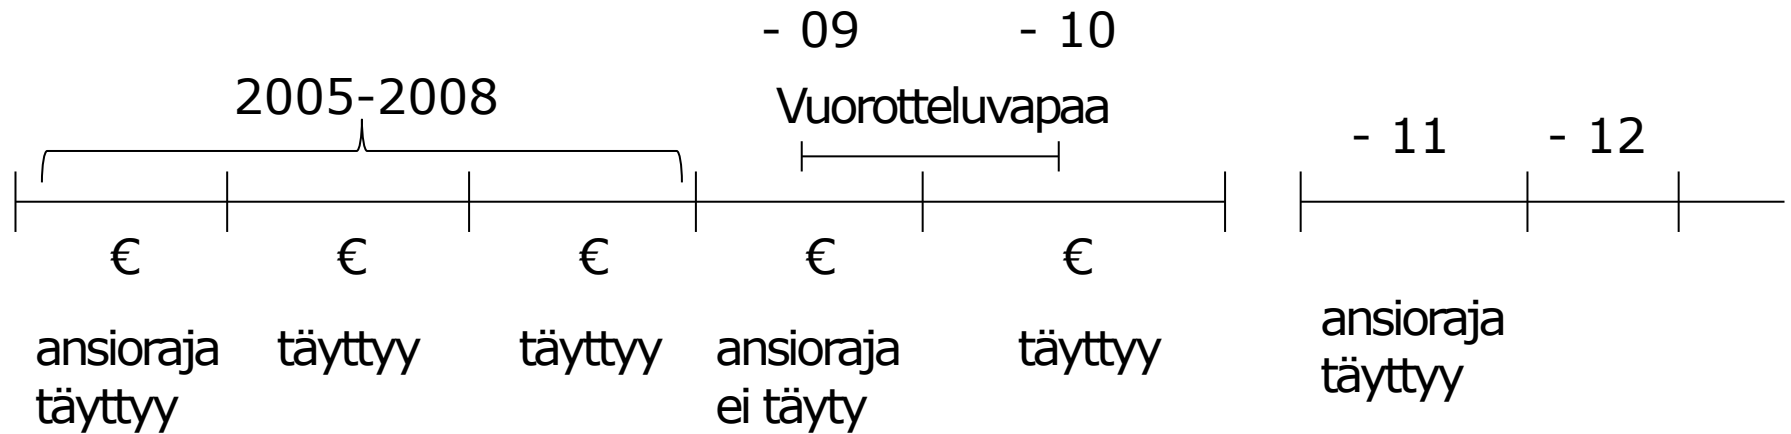 - 09 - 10
2005-2008
Vuorotteluvapaa
- 11 - 12
€ € € € €
ansioraja täyttyy täyttyy ansioraja täyttyy
täyttyy ei täyty
ansioraja
täyttyy